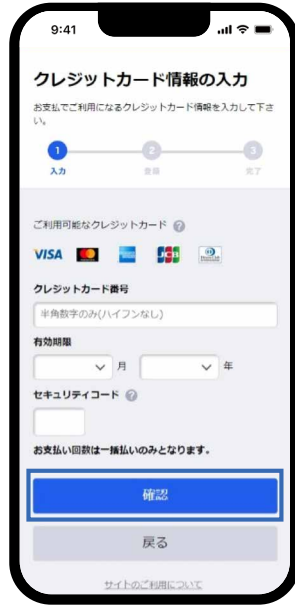 9:41
クレジットカード情報の入力
お支払でご利用になるクレジットカード情報を入力して下さ
い。
1 2 3
入力 登録 完了
ご利用可能なクレジットカード ?
VISA JCB
クレジットカード番号
半角数字のみ(ハイフンなし)
有効期限
月 年
セキュリティコード ?
お支払い回数は一括払いのみとなります。
確認
戻る
サイトのご利用について